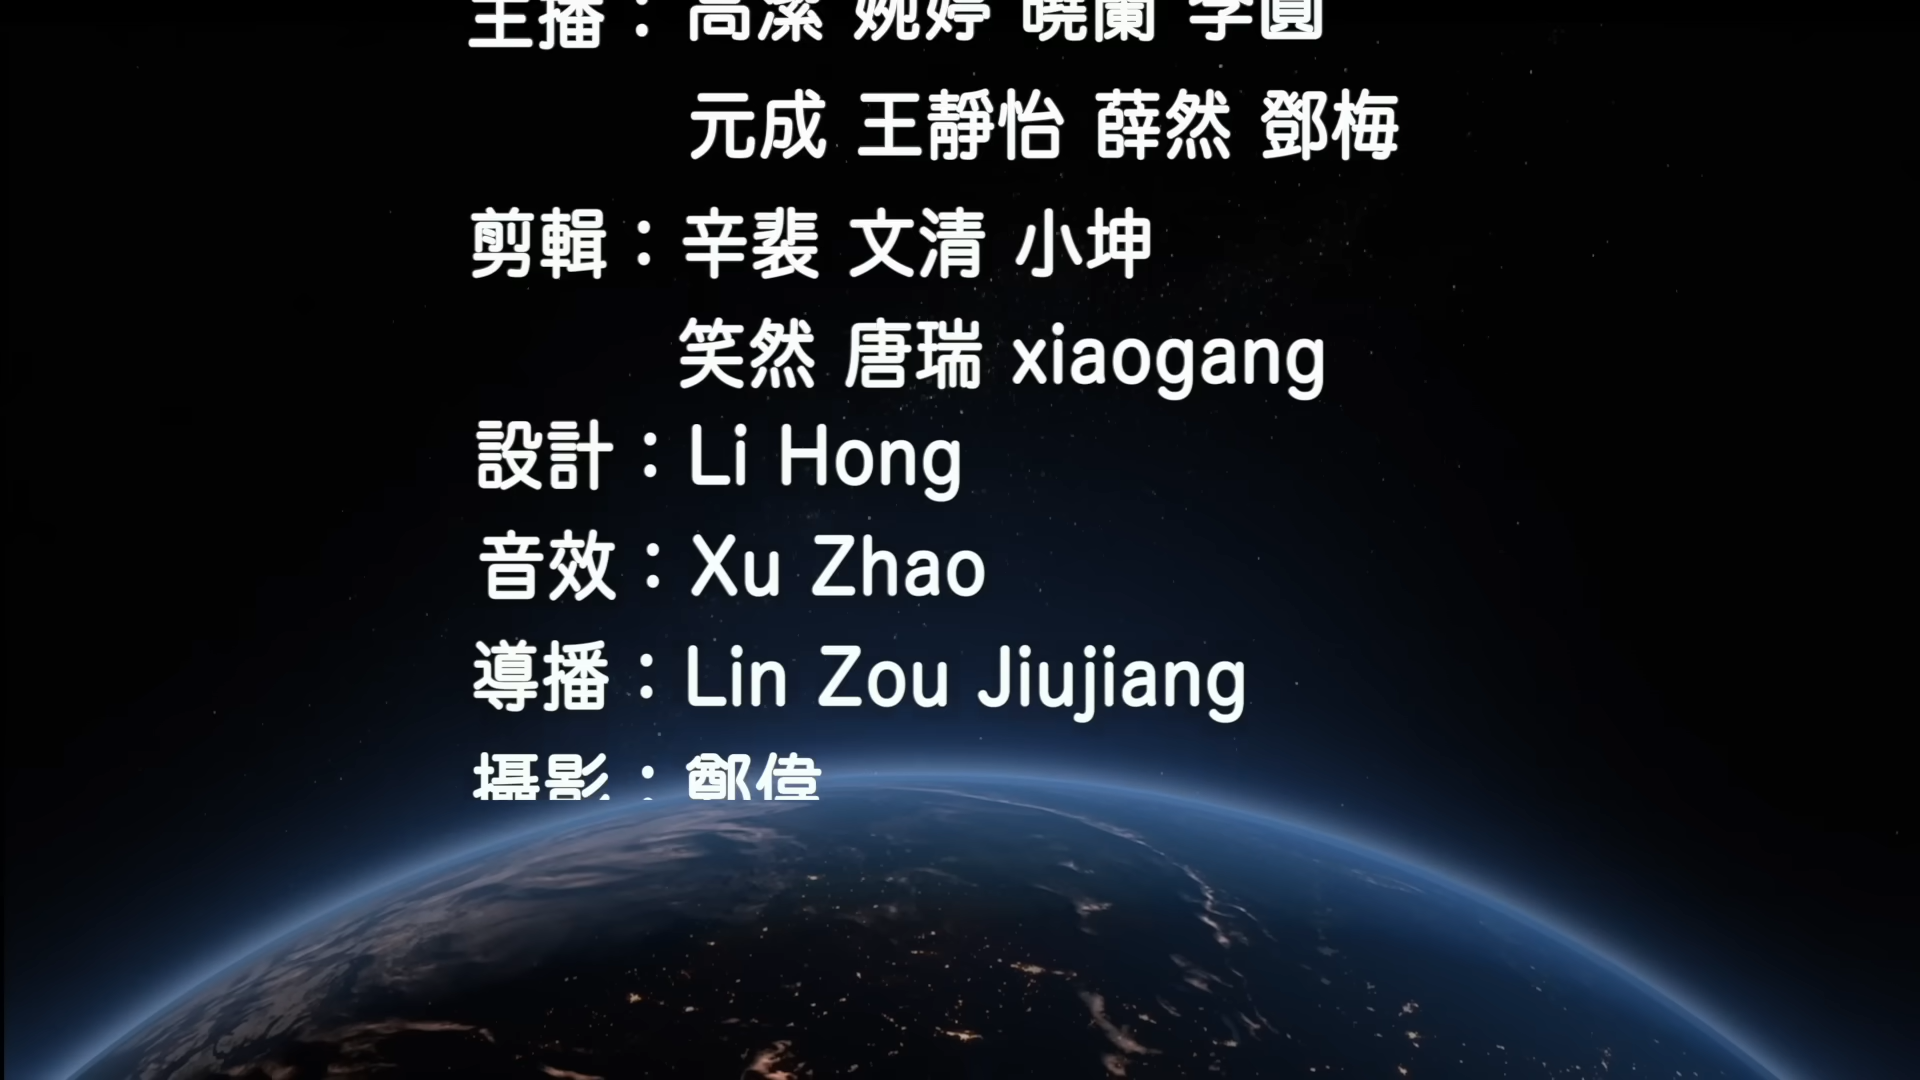 主播：高潔 婉婷 曉蘭 李圓
元成 王靜怡 薛然 鄧梅
剪輯：辛裴 文清 小坤
笑然 唐瑞 xiaogang
設計：Li Hong
音效：Xu Zhao
導播：Lin Zou Jiujiang
攝影：鄭偉